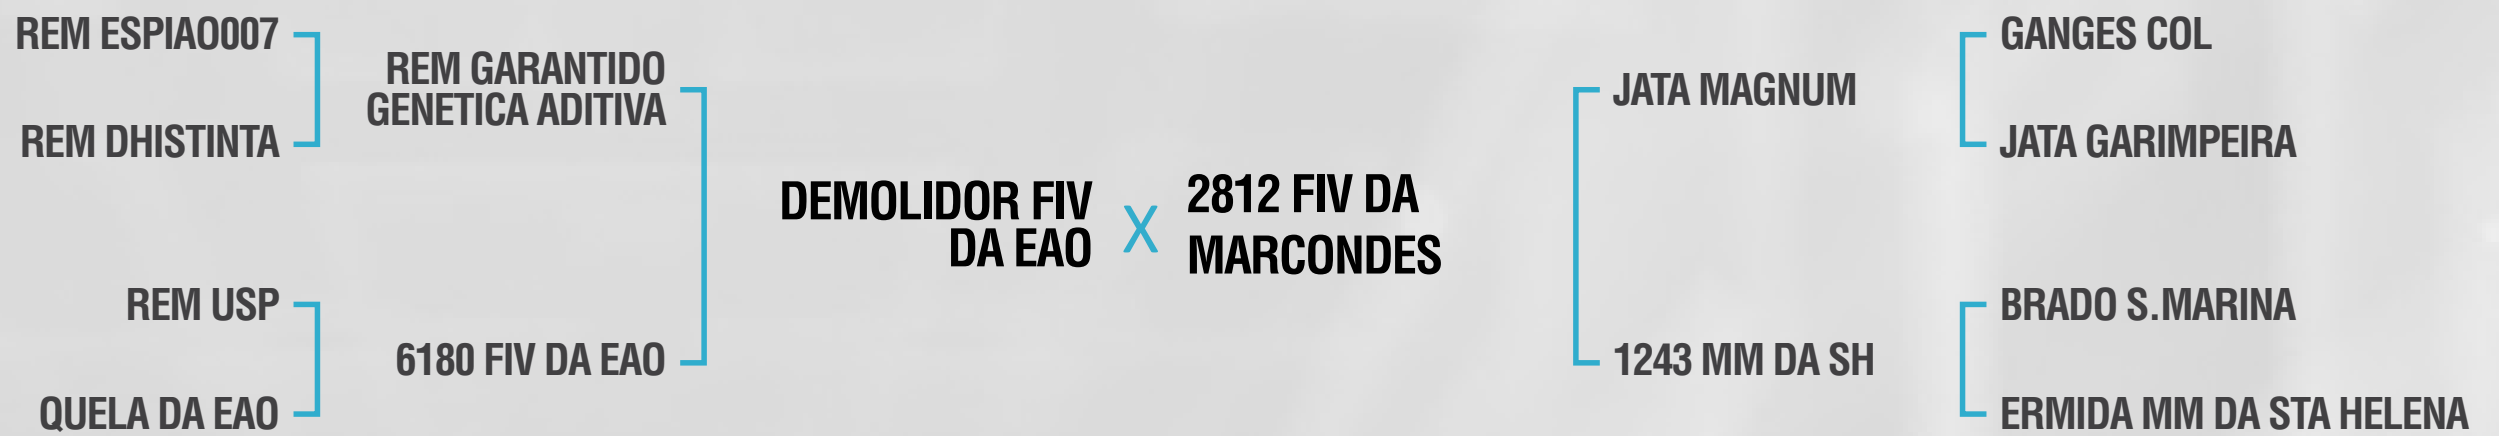 REM ESPIAO007
REM DHISTINTA
REM USP
QUELA DA EAO
REM GARANTIDO
GENETICA ADITIVA
6180 FIV DA EAO
DEMOLIDOR FIV
DA EAO
X
2812 FIV DA
MARCONDES
JATA MAGNUM
1243 MM DA SH
GANGES COL
JATA GARIMPEIRA
BRADO S.MARINA
ERMIDA MM DA STA HELENA